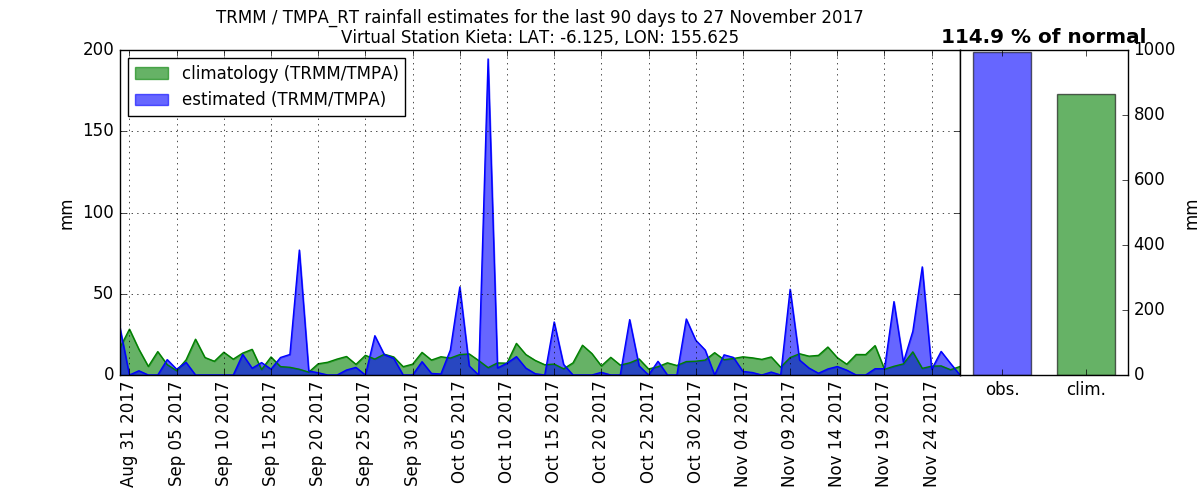 TRMM / TMPA_RT rainfall estimates for the last 90 days to 27 November 2017
Virtual Station Kieta: LAT: -6.125, LON: 155.625
114.9 % of normal
climatology (TRMM/TMPA)
estimated (TRMM/TMPA)
200
150
100
50
0
mm
Aug 31 2017
Sep 05 2017
Sep 10 2017
Sep 15 2017
Sep 20 2017
Sep 25 2017
Sep 30 2017
Oct 05 2017
Oct 10 2017
Oct 15 2017
Oct 20 2017
Oct 25 2017
Oct 30 2017
Nov 04 2017
Nov 09 2017
Nov 14 2017
Nov 19 2017
Nov 24 2017
1000
800
600
400
200
0
mm
obs.
clim.